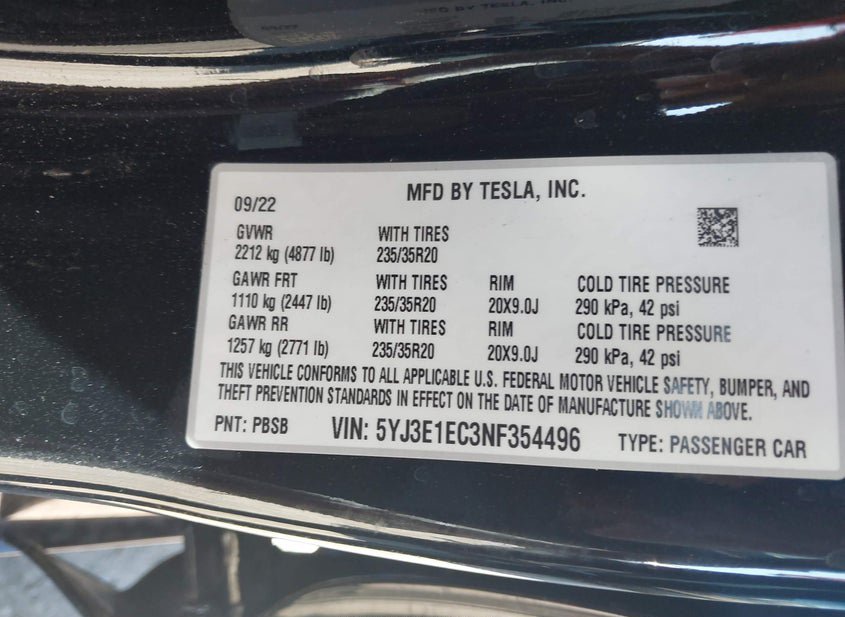 MFD BY TESLA, INC.
09/22
GVWR WITH TIRES
2212 kg (4877 lb) 235/35R20
GAWR FRT WITH TIRES RIM COLD TIRE PRESSURE
1110 kg (2447 lb) 235/35R20 20X9.0J 290 kPa, 42 psi
GAWR RR WITH TIRES RIM COLD TIRE PRESSURE
1257 kg (2771 lb) 235/35R20 20X9.0J 290 kPa, 42 psi
THIS VEHICLE CONFORMS TO ALL APPLICABLE U.S. FEDERAL MOTOR VEHICLE SAFETY, BUMPER, AND
THEFT PREVENTION STANDARDS IN EFFECT ON THE DATE OF MANUFACTURE SHOWN ABOVE.
PNT: PBSB VIN: 5YJ3E1EC3NF354496 TYPE: PASSENGER CAR